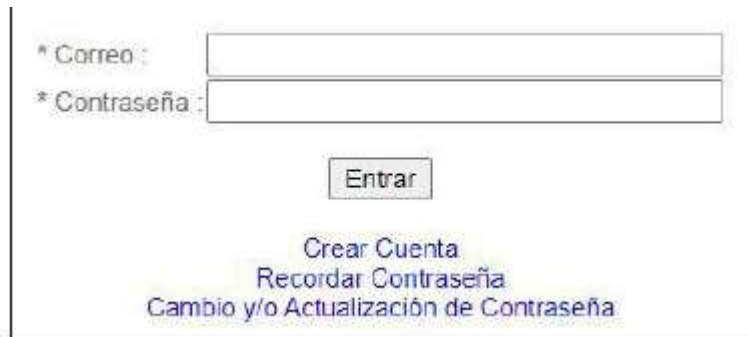 * Correo :
* Contraseña :
Entrar
Crear Cuenta
Recordar Contraseña
Cambio y/o Actualización de Contraseña